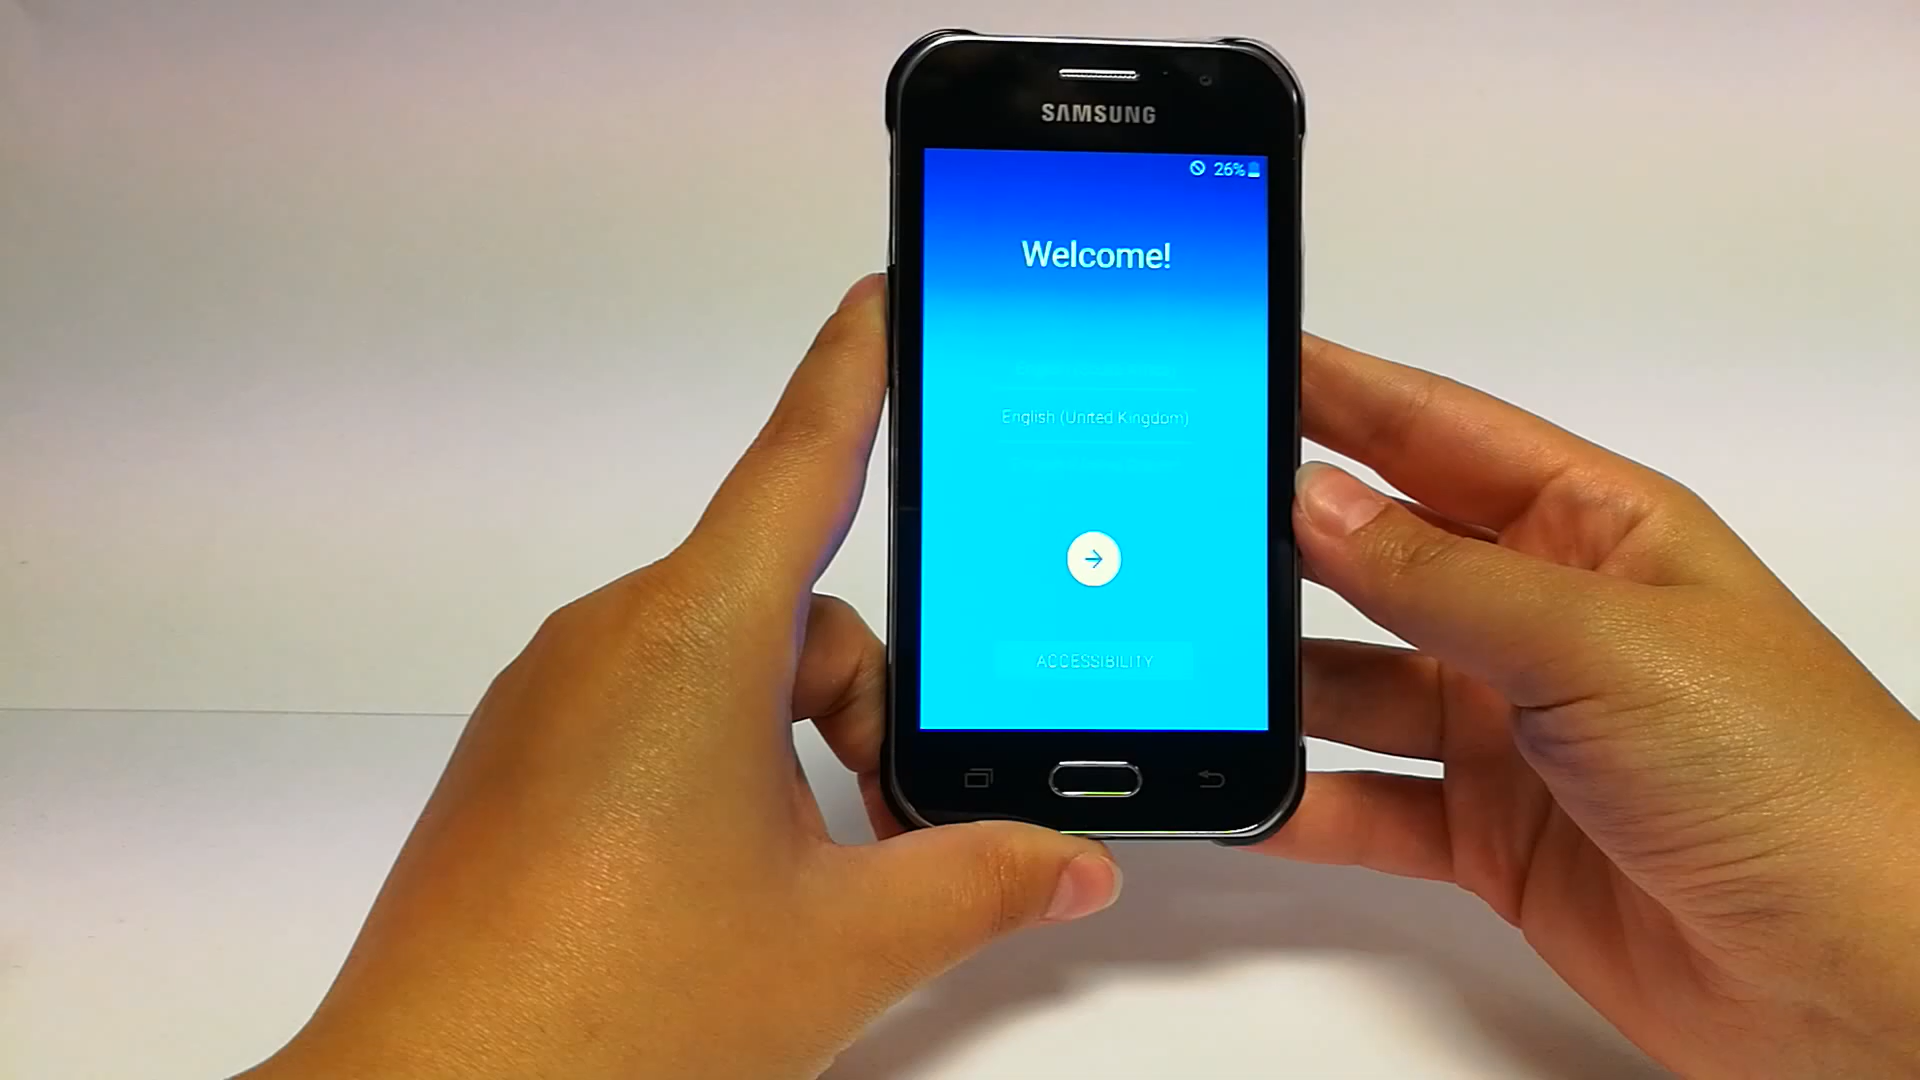 SAMSUNG
26%
Welcome!
English (United Kingdom)
ACCESSIBILITY